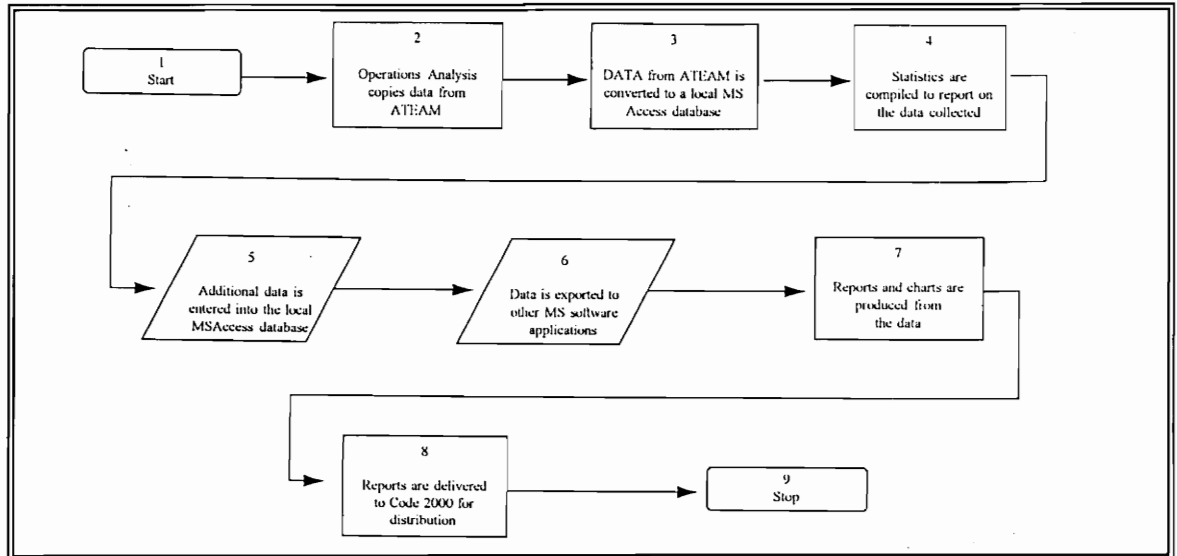 1
Start
2
Operations Analysis
copies data from
ATEAM
3
DATA from ATEAM is
converted to a local MS
Access database
4
Statistics are
compiled to report on
the data collected
5
Additional data is
entered into the local
MSAccess database
6
Data is exported to
other MS software
applications
7
Reports and charts are
produced from
the data
8
Reports are delivered
to Code 2000 for
distribution
9
Stop